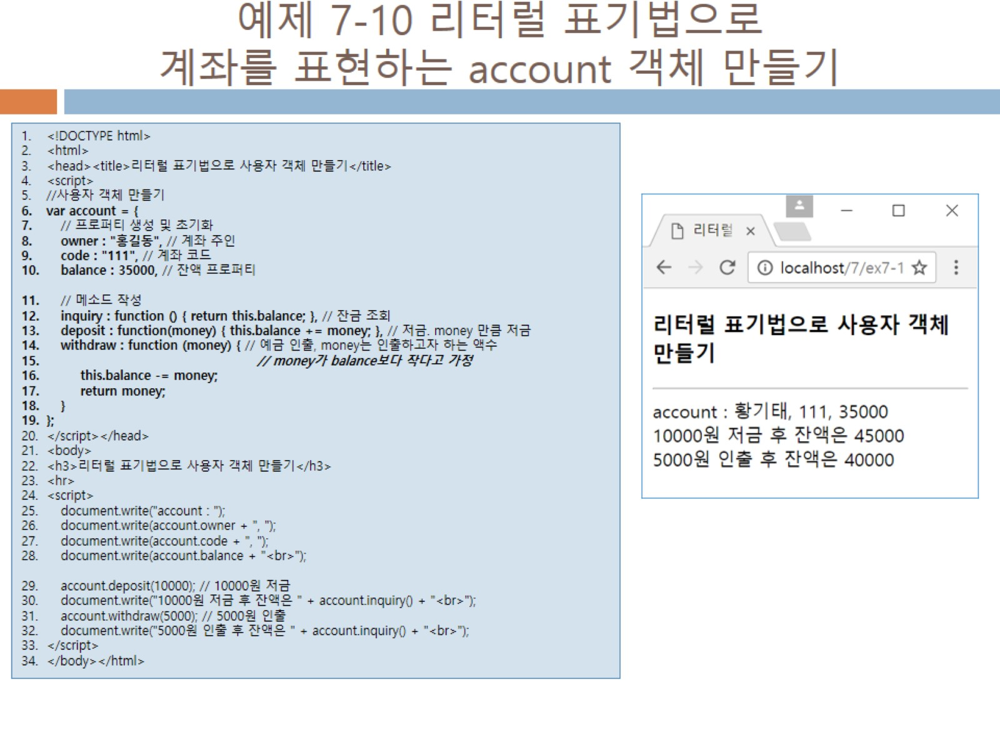 예제 7-10 리터럴 표기법으로
계좌를 표현하는 account 객체 만들기
1. <!DOCTYPE html>
2. <html>
3. <head><title>리터럴 표기법으로 사용자 객체 만들기</title>
4. <script>
5. //사용자 객체 만들기
6. var account = {
7. // 프로퍼티 생성 및 초기화
8. owner : "홍길동", // 계좌 주인
9. code : "111", // 계좌 코드
10. balance : 35000, // 잔액 프로퍼티
11. // 메소드 작성
12. inquiry : function () { return this.balance; }, // 잔금 조회
13. deposit : function(money) { this.balance += money; }, // 저금. money 만큼 저금
14. withdraw : function (money) { // 예금 인출, money는 인출하고자 하는 액수
15. // money가 balance보다 작다고 가정
16. this.balance -= money;
17. return money;
18. }
19. };
20. </script></head>
21. <body>
22. <h3>리터럴 표기법으로 사용자 객체 만들기</h3>
23. <hr>
24. <script>
25. document.write("account : ");
26. document.write(account.owner + ", ");
27. document.write(account.code + ", ");
28. document.write(account.balance + "<br>");
29. account.deposit(10000); // 10000원 저금
30. document.write("10000원 저금 후 잔액은 " + account.inquiry() + "<br>");
31. account.withdraw(5000); // 5000원 인출
32. document.write("5000원 인출 후 잔액은 " + account.inquiry() + "<br>");
33. </script>
34. </body></html>
리터럴
localhost/7/ex7-1
리터럴 표기법으로 사용자 객체
만들기
account : 황기태, 111, 35000
10000원 저금 후 잔액은 45000
5000원 인출 후 잔액은 40000